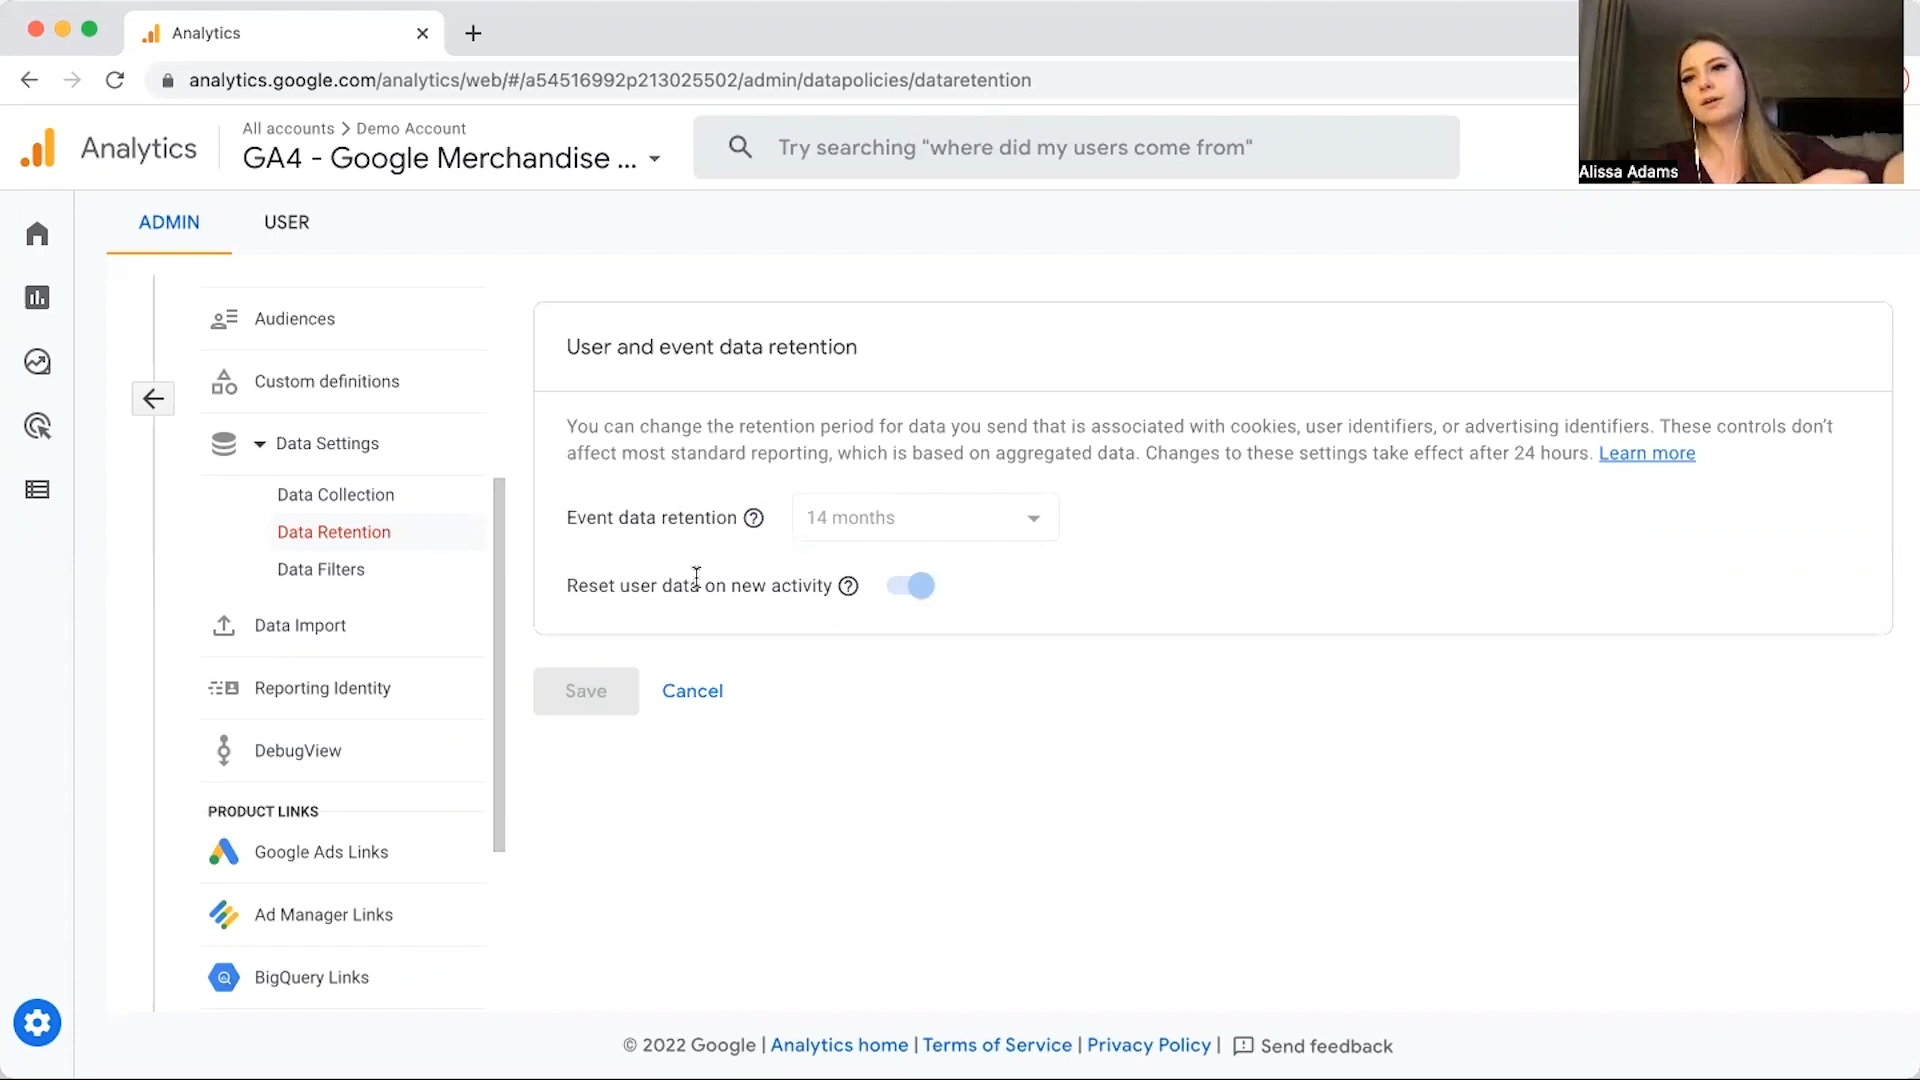 Analytics
analytics.google.com/analytics/web/#/a54516992p213025502/admin/datapolicies/dataretention
Analytics
All accounts > Demo Account
GA4 - Google Merchandise ...
Try searching "where did my users come from"
Alissa Adams
ADMIN
USER
Audiences
Custom definitions
Data Settings
Data Collection
Data Retention
Data Filters
Data Import
Reporting Identity
DebugView
PRODUCT LINKS
Google Ads Links
Ad Manager Links
BigQuery Links
User and event data retention
You can change the retention period for data you send that is associated with cookies, user identifiers, or advertising identifiers. These controls don't
affect most standard reporting, which is based on aggregated data. Changes to these settings take effect after 24 hours. Learn more
Event data retention
14 months
Reset user data on new activity
Save
Cancel
© 2022 Google | Analytics home | Terms of Service | Privacy Policy | Send feedback